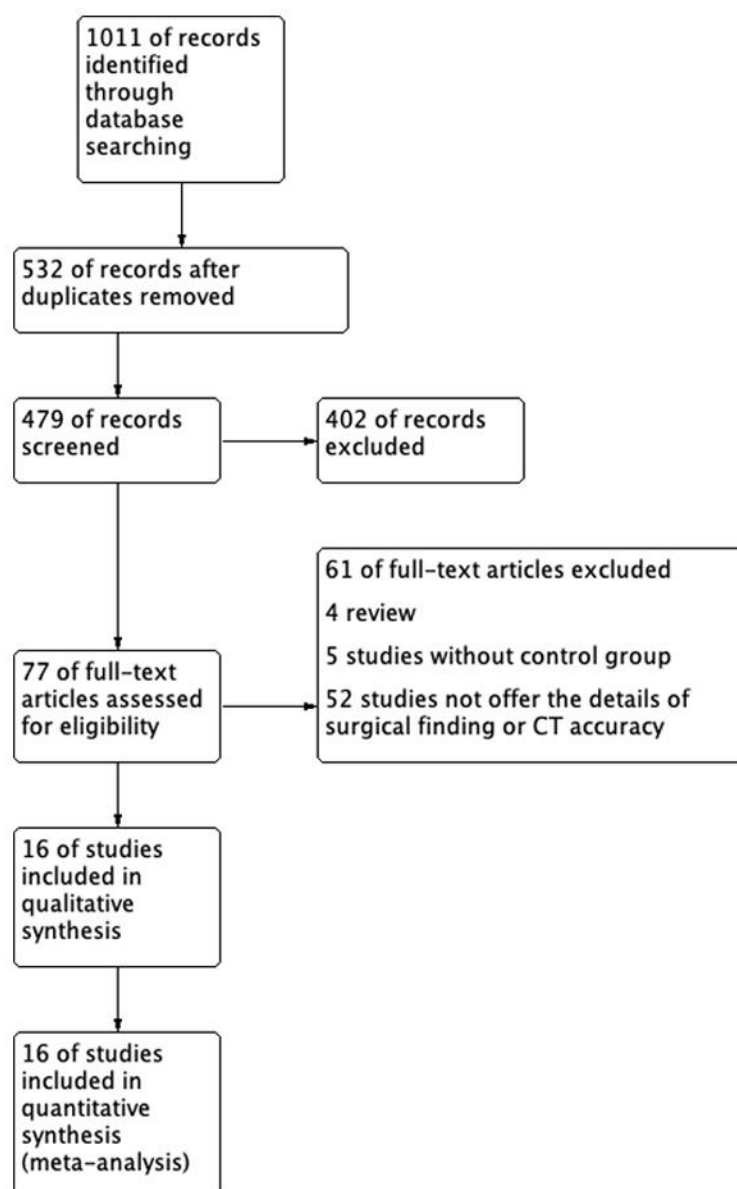 1011 of records
identified
through
database
searching
532 of records after
duplicates removed
479 of records
screened
402 of records
excluded
61 of full-text articles excluded
4 review
5 studies without control group
52 studies not offer the details of
surgical finding or CT accuracy
77 of full-text
articles assessed
for eligibility
16 of studies
included in
qualitative
synthesis
16 of studies
included in
quantitative
synthesis
(meta-analysis)